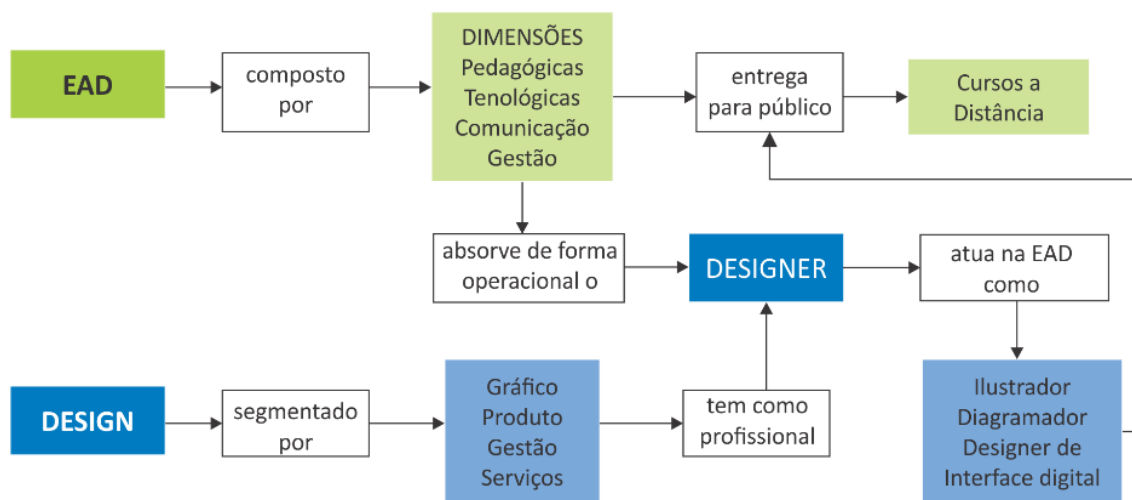 EAD
composto
por
DIMENSÕES
Pedagógicas
Tenológicas
Comunicação
Gestão
entrega
para público
Cursos a
Distância
absorve de forma
operacional o
DESIGNER
atua na EAD
como
DESIGN
segmentado
por
Gráfico
Produto
Gestão
Serviços
tem como
profissional
Ilustrador
Diagramador
Designer de
Interface digital